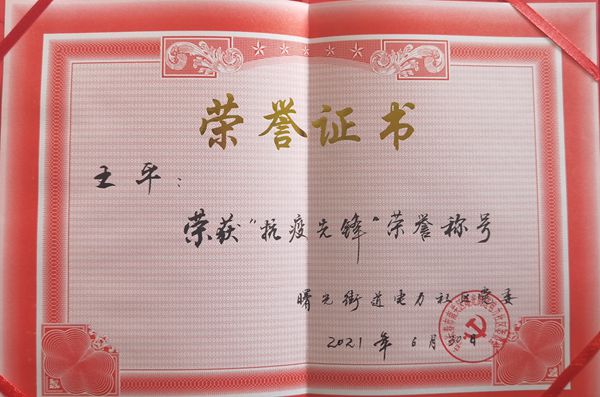 荣誉证书
王平：
荣获“抗疫先锋”荣誉称号
曙光街道电力社区党委
2021年6月30日